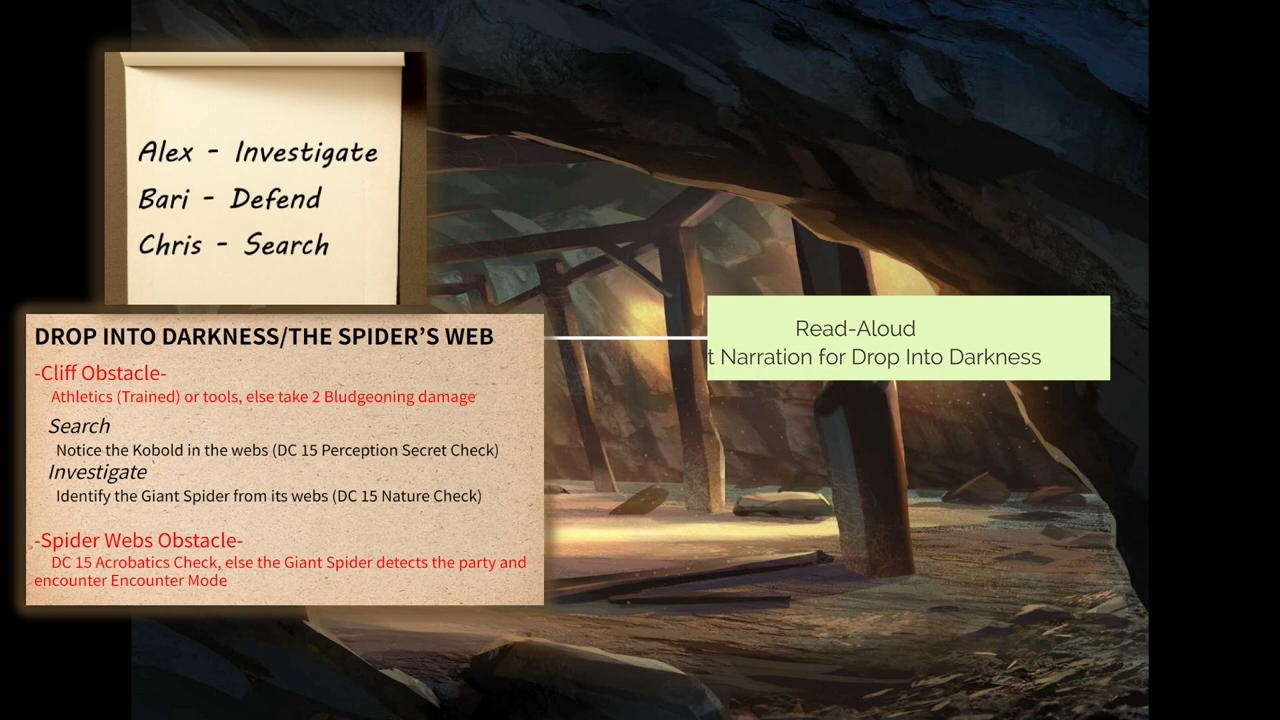 Alex - Investigate
Bari - Defend
Chris - Search
DROP INTO DARKNESS/THE SPIDER’S WEB
-Cliff Obstacle-
Athletics (Trained) or tools, else take 2 Bludgeoning damage
Search
Notice the Kobold in the webs (DC 15 Perception Secret Check)
Investigate
Identify the Giant Spider from its webs (DC 15 Nature Check)
-Spider Webs Obstacle-
DC 15 Acrobatics Check, else the Giant Spider detects the party and
encounter Encounter Mode
Read-Aloud
t Narration for Drop Into Darkness